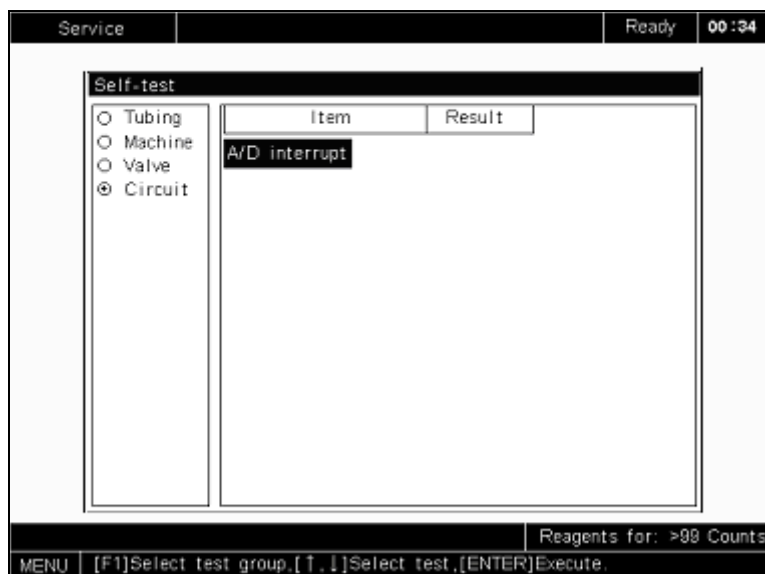 Service Ready 00:34
Self-test
Tubing
Machine
Valve
Circuit
Item Result
A/D interrupt
Reagents for: >99 Counts
MENU [F1]Select test group,[↑,↓]Select test,[ENTER]Execute.